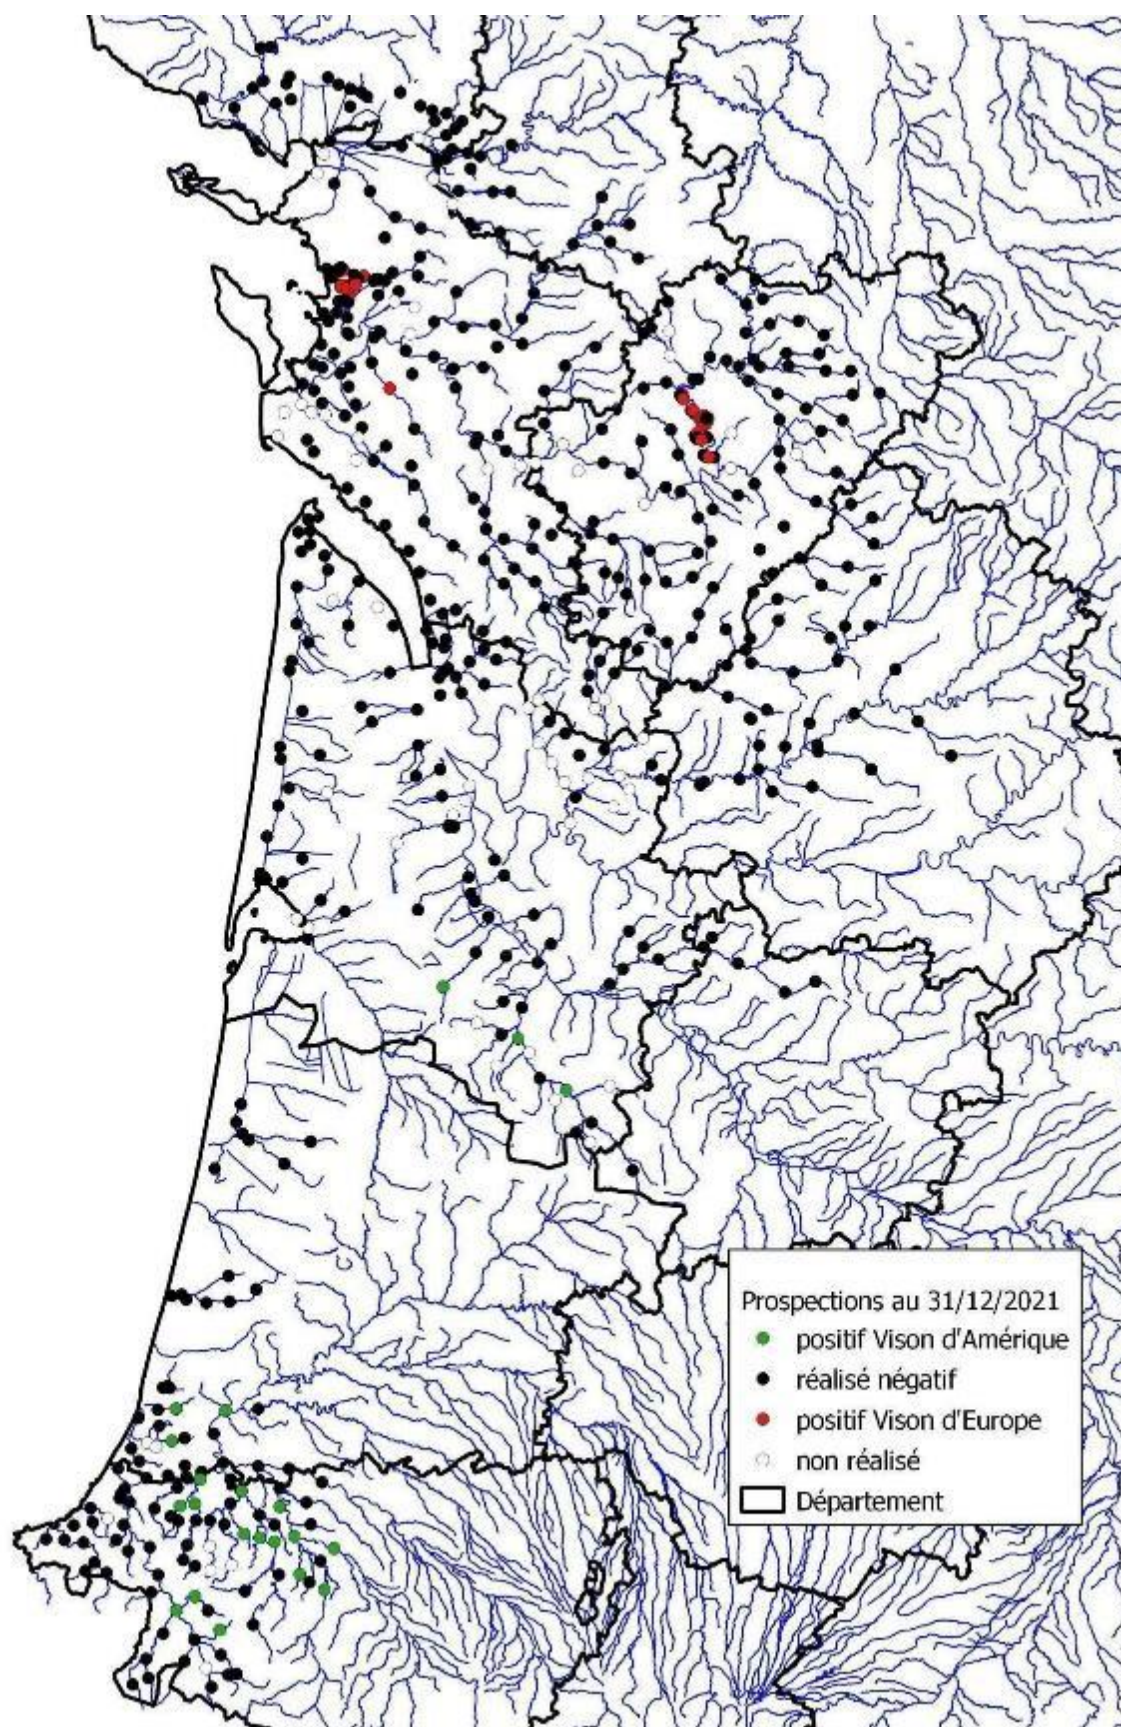 Prospections au 31/12/2021
positif Vison d'Amérique
réalisé négatif
positif Vison d'Europe
non réalisé
Département